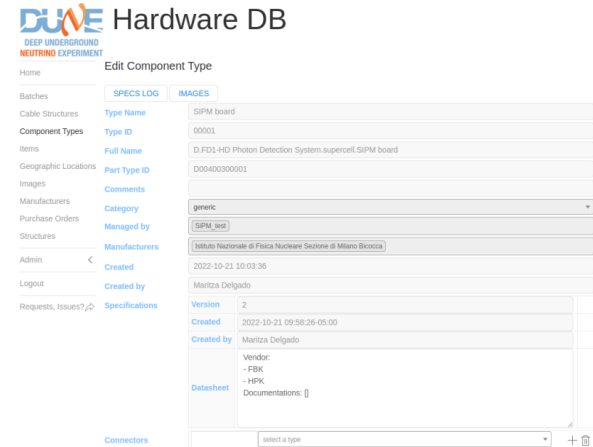 DUNE
DEEP UNDERGROUND
NEUTRINO EXPERIMENT
Hardware DB
Home
Batches
Cable Structures
Component Types
Items
Geographic Locations
Images
Manufacturers
Purchase Orders
Structures
Admin
Logout
Requests, Issues?
Edit Component Type
SPECS LOG IMAGES
Type Name SIPM board
Type ID 00001
Full Name D.FD1-HD Photon Detection System.supercell.SIPM board
Part Type ID D00400300001
Comments
Category generic
Managed by SiPM_test
Manufacturers Istituto Nazionale di Fisica Nucleare Sezione di Milano Bicocca
Created 2022-10-21 10:03:36
Created by Maritza Delgado
Specifications Version 2
Created 2022-10-21 09:58:26-05:00
Created by Maritza Delgado
Datasheet
Vendor:
- FBK
- HPK
Documentations: []
Connectors select a type